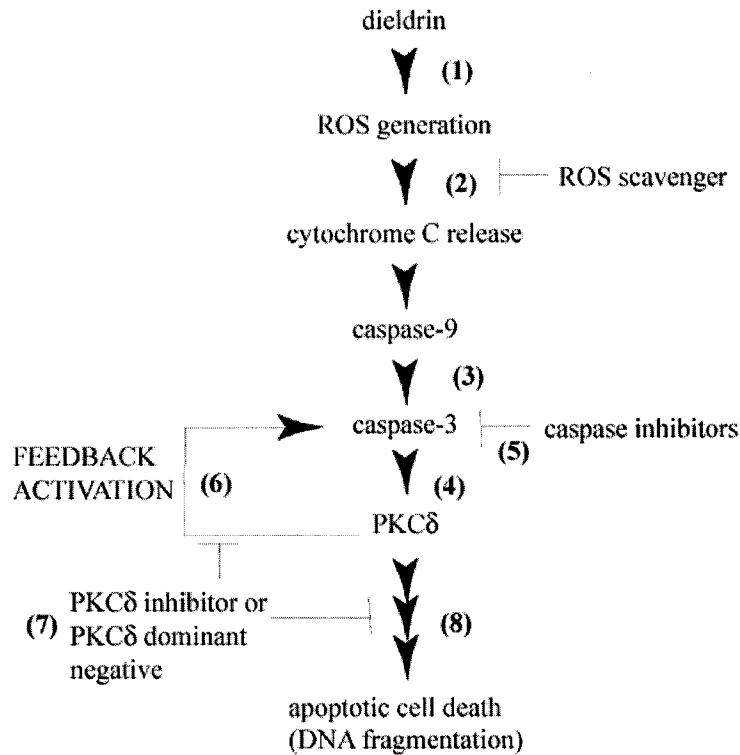 dieldrin
(1)
ROS generation
(2)
ROS scavenger
cytochrome C release
caspase-9
(3)
caspase-3
caspase inhibitors
(5)
FEEDBACK
ACTIVATION
(6)
(4)
PKCδ
(7)
PKCδ inhibitor or
PKCδ dominant
negative
(8)
apoptotic cell death
(DNA fragmentation)